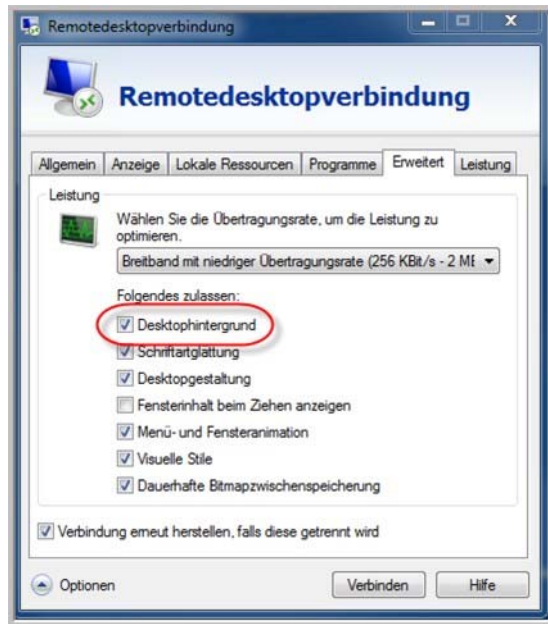 Remotedesktopverbindung
Remotedesktopverbindung
Allgemein Anzeige Lokale Ressourcen Programme Erweitert Leistung
Leistung
Wählen Sie die Übertragungsrate, um die Leistung zu
optimieren.
Breitband mit niedriger Übertragungsrate (256 KBit/s - 2 MB
Folgendes zulassen:
Desktophintergrund
Schriftartglättung
Desktopgestaltung
Fensterinhalt beim Ziehen anzeigen
Menü- und Fensteranimation
Visuelle Stile
Dauerhafte Bitmapzwischenspeicherung
Verbindung erneut herstellen, falls diese getrennt wird
Optionen
Verbinden Hilfe